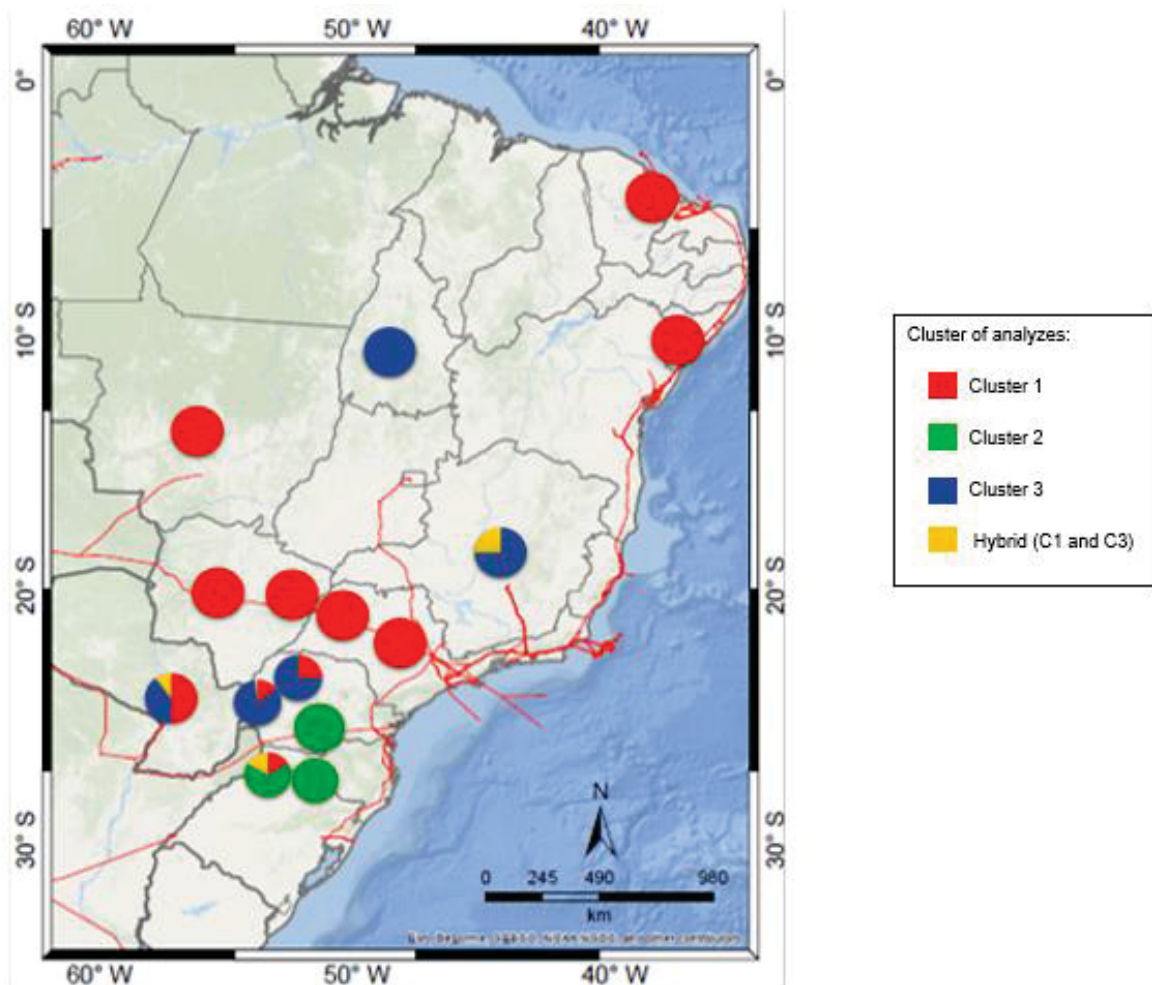 60° W 40° W
0° 0°
10° S 10° S
20° S 20° S
30° S 30° S
Cluster of analyzes:
Cluster 1
Cluster 2
Cluster 3
Hybrid (C1 and C3)
N
0 245 490 980
km
60° W 50° W 40° W